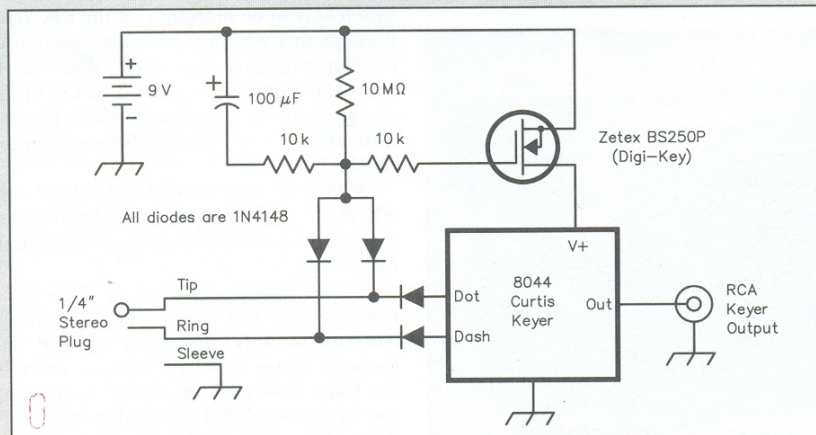 +
9 V
−
+
100 µF
10 MΩ
10 k
10 k
Zetex BS250P
(Digi-Key)
All diodes are 1N4148
V+
8044
Curtis
Keyer
Dot
Dash
Out
RCA
Keyer
Output
1/4"
Stereo
Plug
Tip
Ring
Sleeve